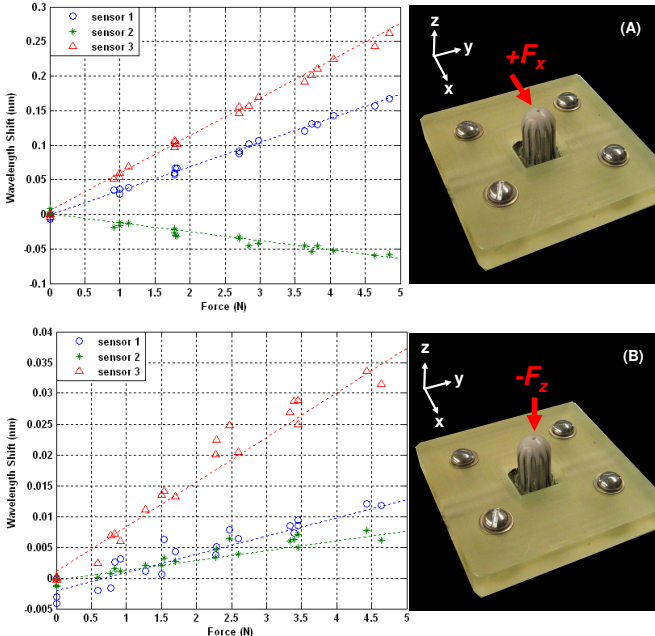 0.3
0.25
0.2
0.15
0.1
0.05
0
-0.05
-0.1
Wavelength Shift (nm)
sensor 1
sensor 2
sensor 3
0 0.5 1 1.5 2 2.5 3 3.5 4 4.5 5
Force (N)
(A)
z
y
x
+Fx
0.04
0.035
0.03
0.025
0.02
0.015
0.01
0.005
0
-0.005
Wavelength Shift (nm)
sensor 1
sensor 2
sensor 3
0 0.5 1 1.5 2 2.5 3 3.5 4 4.5 5
Force (N)
(B)
z
y
x
-Fz